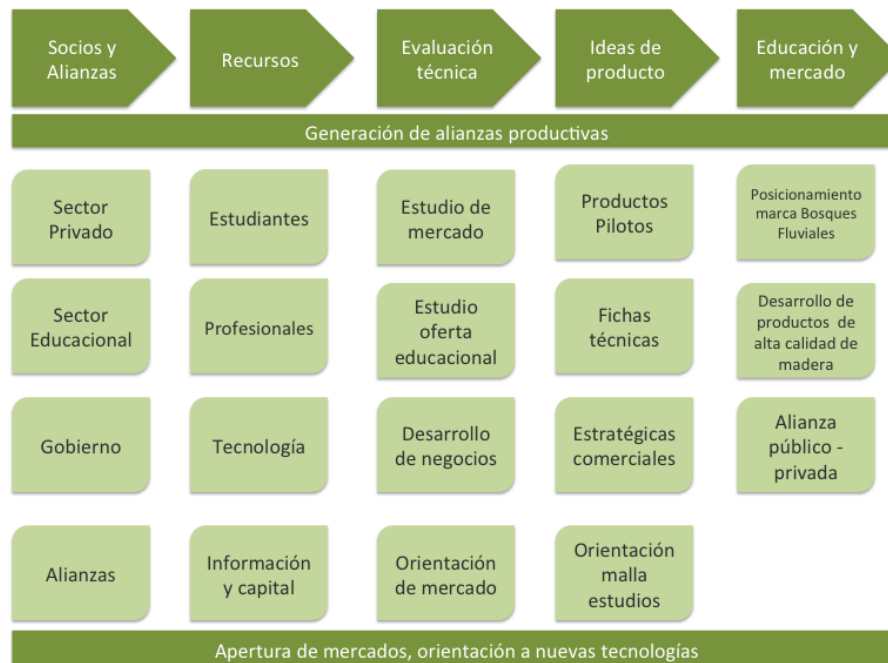 Socios y
Alianzas
Recursos
Evaluación
técnica
Ideas de
producto
Educación y
mercado
Generación de alianzas productivas
Sector
Privado
Estudiantes
Estudio de
mercado
Productos
Pilotos
Posicionamiento
marca Bosques
Fluviales
Sector
Educacional
Profesionales
Estudio
oferta
educacional
Fichas
técnicas
Desarrollo de
productos de
alta calidad de
madera
Gobierno
Tecnología
Desarrollo
de negocios
Estratégicas
comerciales
Alianza
público -
privada
Alianzas
Información
y capital
Orientación
de mercado
Orientación
malla
estudios
Apertura de mercados, orientación a nuevas tecnologías